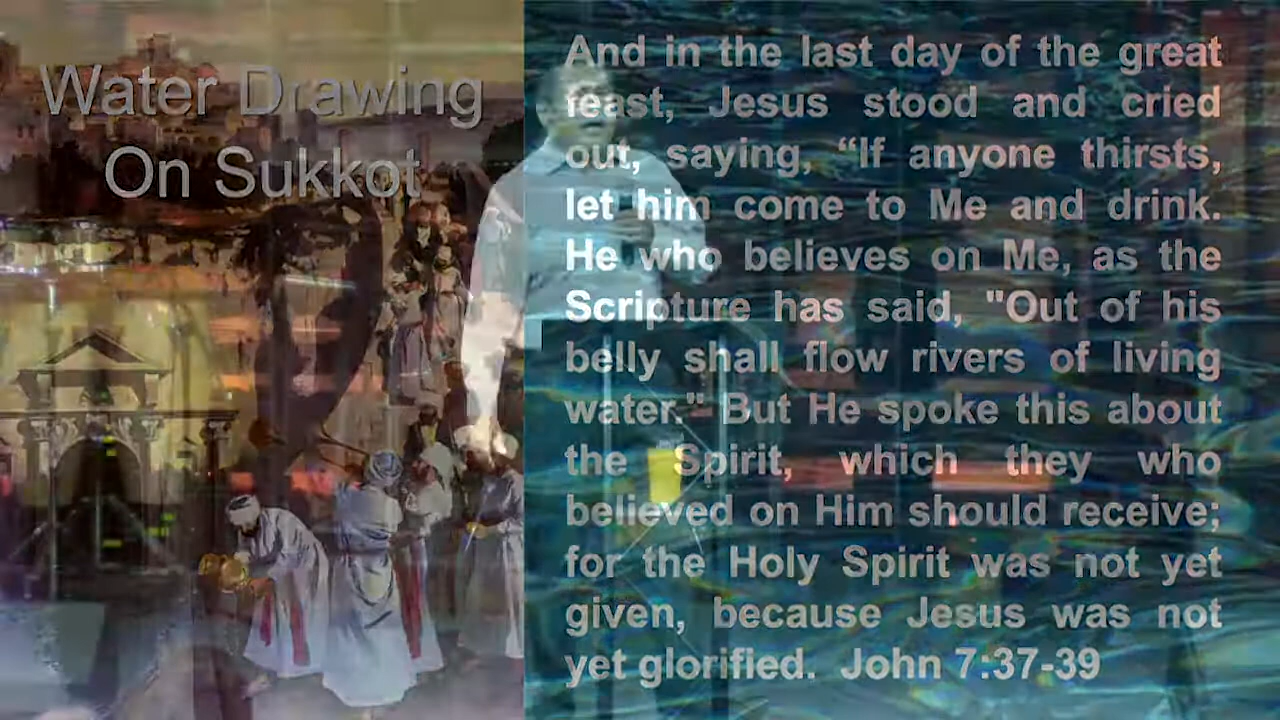 Water Drawing
On Sukkot
And in the last day of the great
feast, Jesus stood and cried
out, saying, “If anyone thirsts,
let him come to Me and drink.
He who believes on Me, as the
Scripture has said, "Out of his
belly shall flow rivers of living
water." But He spoke this about
the Spirit, which they who
believed on Him should receive;
for the Holy Spirit was not yet
given, because Jesus was not
yet glorified. John 7:37-39